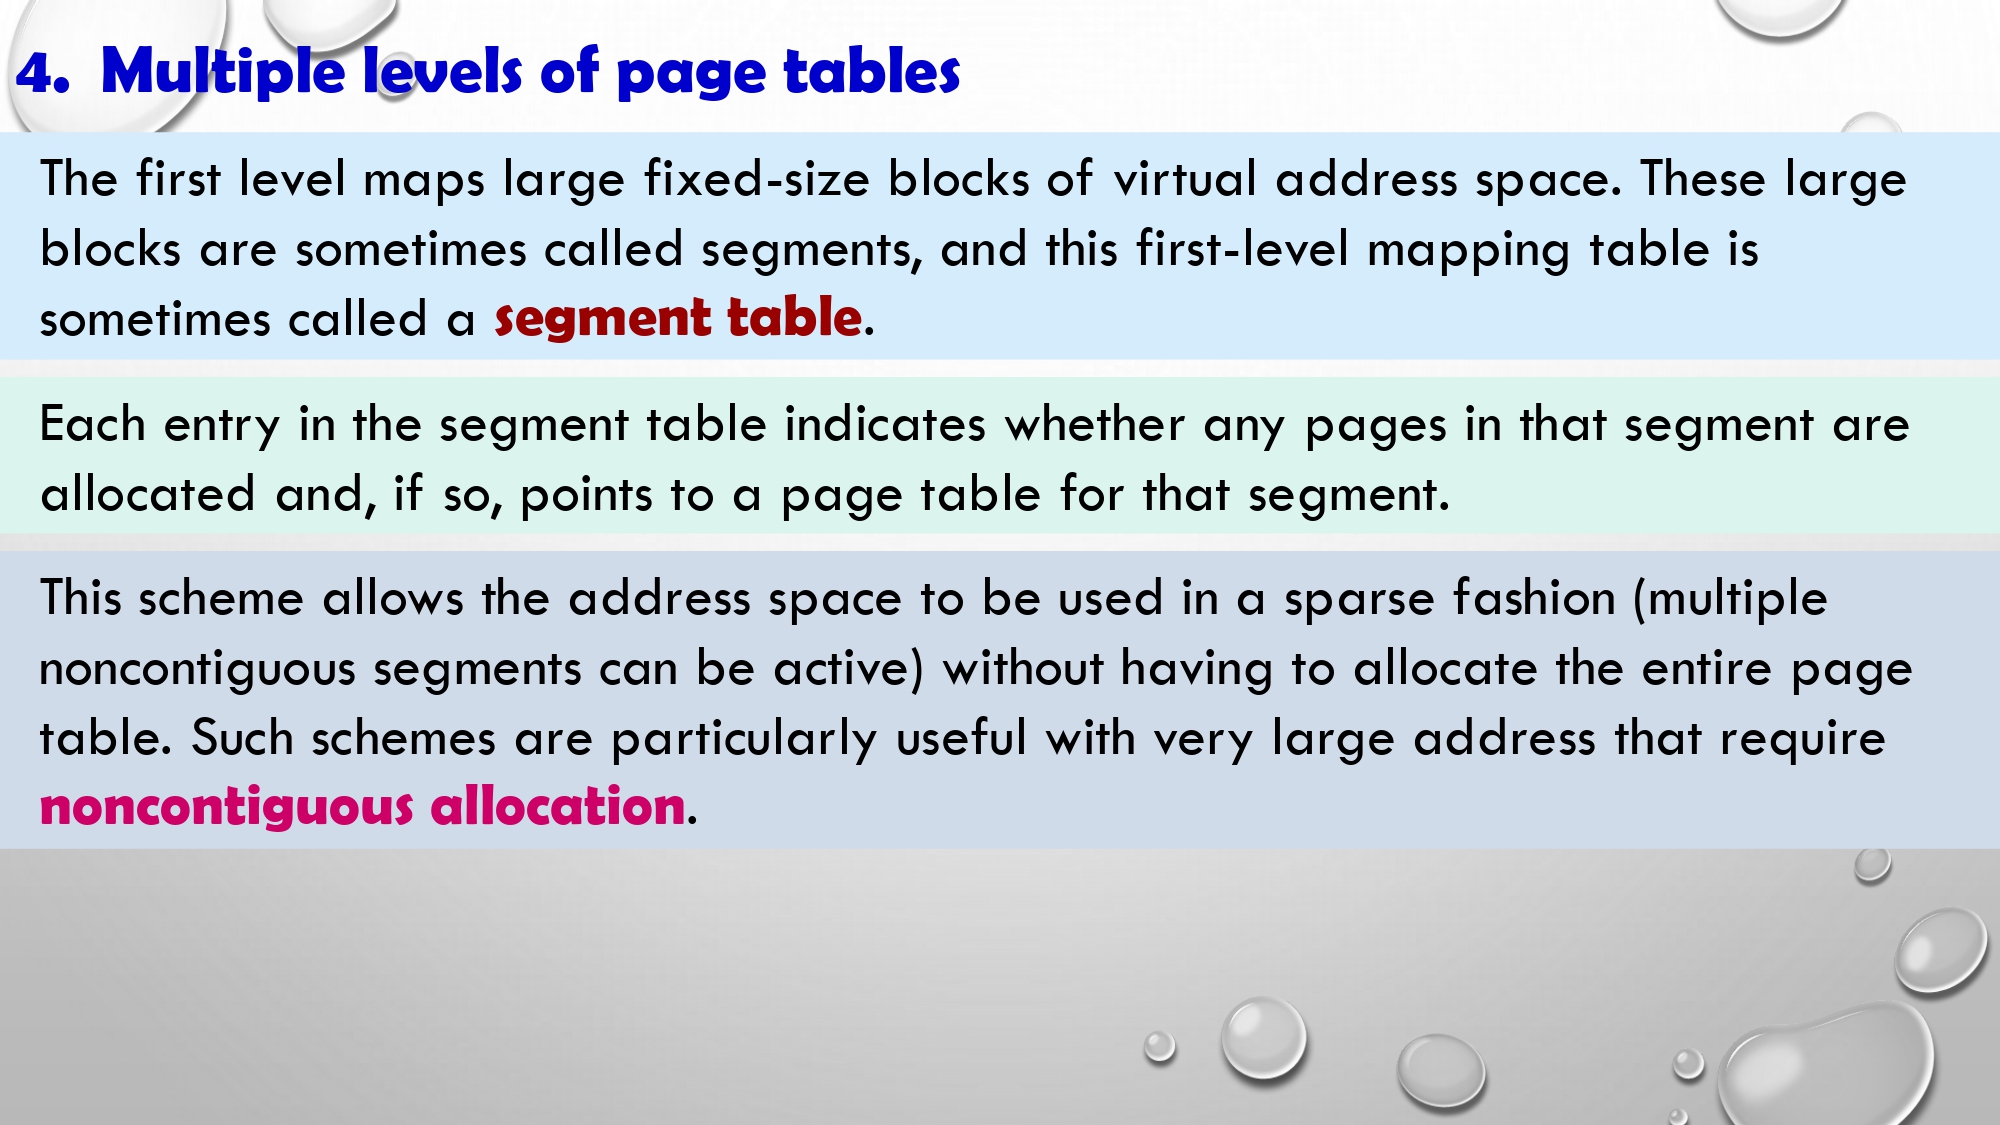 4. Multiple levels of page tables
The first level maps large fixed-size blocks of virtual address space. These large
blocks are sometimes called segments, and this first-level mapping table is
sometimes called a segment table.
Each entry in the segment table indicates whether any pages in that segment are
allocated and, if so, points to a page table for that segment.
This scheme allows the address space to be used in a sparse fashion (multiple
noncontiguous segments can be active) without having to allocate the entire page
table. Such schemes are particularly useful with very large address that require
noncontiguous allocation.